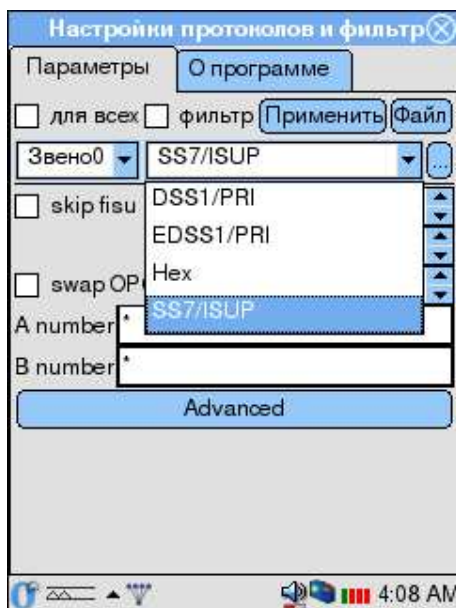 Настройки протоколов и фильтр
Параметры О программе
для всех фильтр Применить Файл
Звено0 SS7/ISUP ...
skip fisu DSS1/PRI
EDSS1/PRI
Hex
swap OP
SS7/ISUP
A number *
B number *
Advanced
4:08 AM